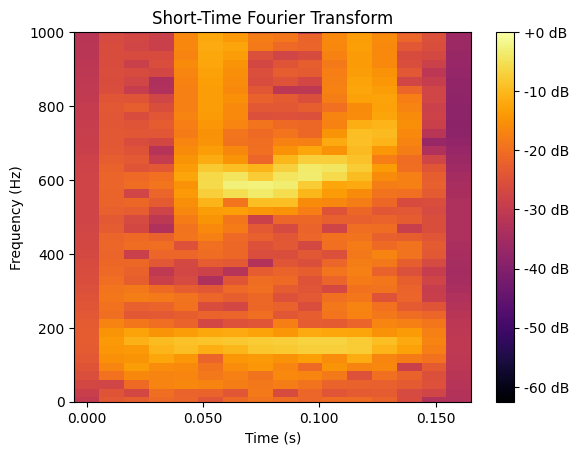 Short-Time Fourier Transform
1000
800
600
400
200
0
Frequency (Hz)
0.000
0.050
0.100
0.150
Time (s)
+0 dB
-10 dB
-20 dB
-30 dB
-40 dB
-50 dB
-60 dB